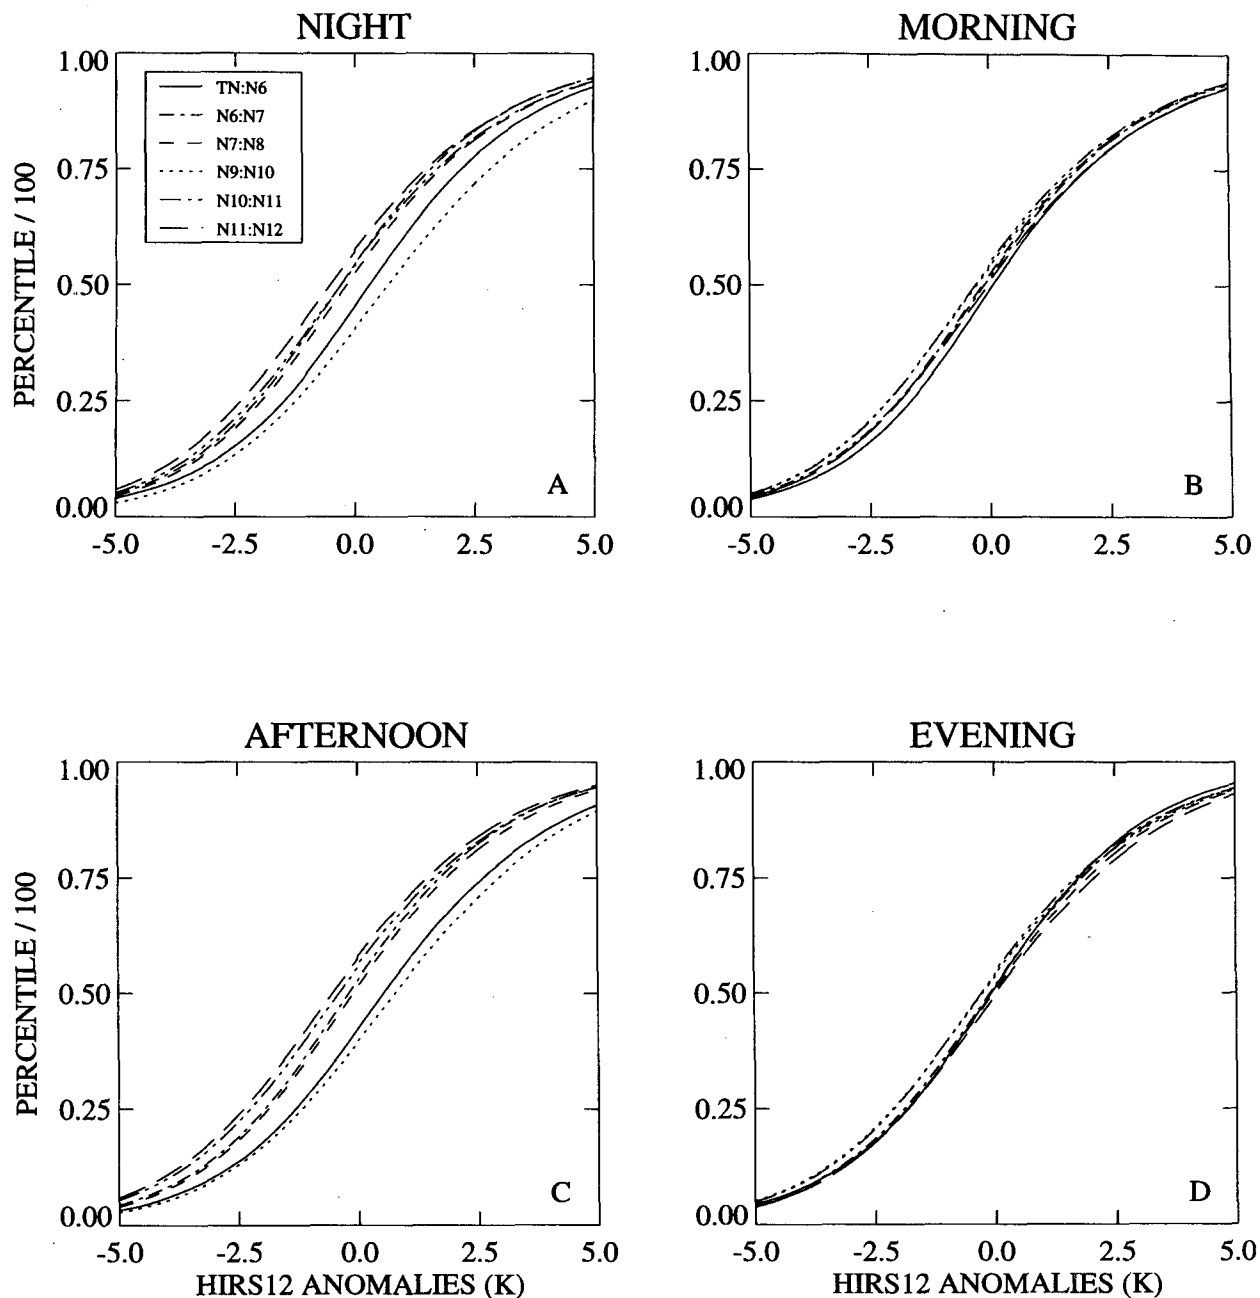 NIGHT
1.00
0.75
0.50
0.25
0.00
PERCENTILE / 100
TN:N6
N6:N7
N7:N8
N9:N10
N10:N11
N11:N12
A
-5.0 -2.5 0.0 2.5 5.0
MORNING
1.00
0.75
0.50
0.25
0.00
B
-5.0 -2.5 0.0 2.5 5.0
AFTERNOON
1.00
0.75
0.50
0.25
0.00
PERCENTILE / 100
C
-5.0 -2.5 0.0 2.5 5.0
HIRS12 ANOMALIES (K)
EVENING
1.00
0.75
0.50
0.25
0.00
D
-5.0 -2.5 0.0 2.5 5.0
HIRS12 ANOMALIES (K)